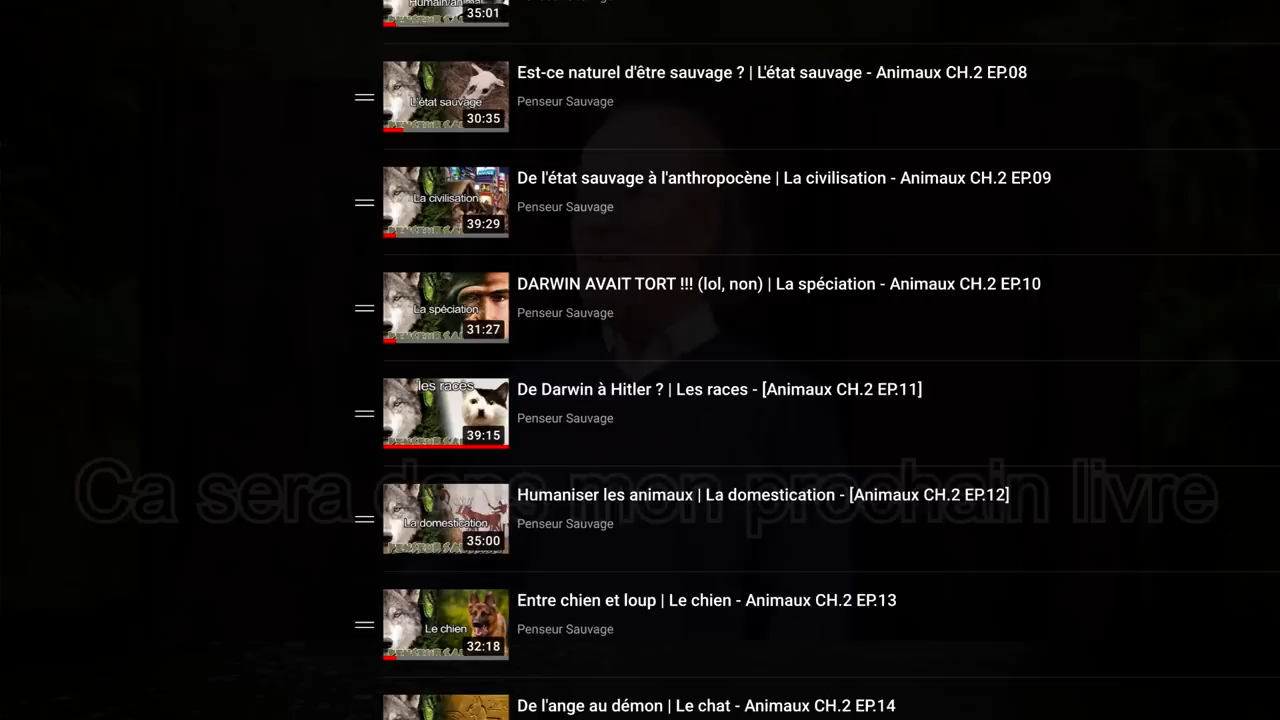 Humain/animal
35:01
Est-ce naturel d'être sauvage ? | L'état sauvage - Animaux CH.2 EP.08
Penseur Sauvage
L'état sauvage
30:35
De l'état sauvage à l'anthropocène | La civilisation - Animaux CH.2 EP.09
Penseur Sauvage
La civilisation
39:29
DARWIN AVAIT TORT !!! (lol, non) | La spéciation - Animaux CH.2 EP.10
Penseur Sauvage
La spéciation
31:27
De Darwin à Hitler ? | Les races - [Animaux CH.2 EP.11]
Penseur Sauvage
les races
39:15
Ca sera dans mon prochain livre
Humaniser les animaux | La domestication - [Animaux CH.2 EP.12]
Penseur Sauvage
La domestication
35:00
Entre chien et loup | Le chien - Animaux CH.2 EP.13
Penseur Sauvage
Le chien
32:18
De l'ange au démon | Le chat - Animaux CH.2 EP.14